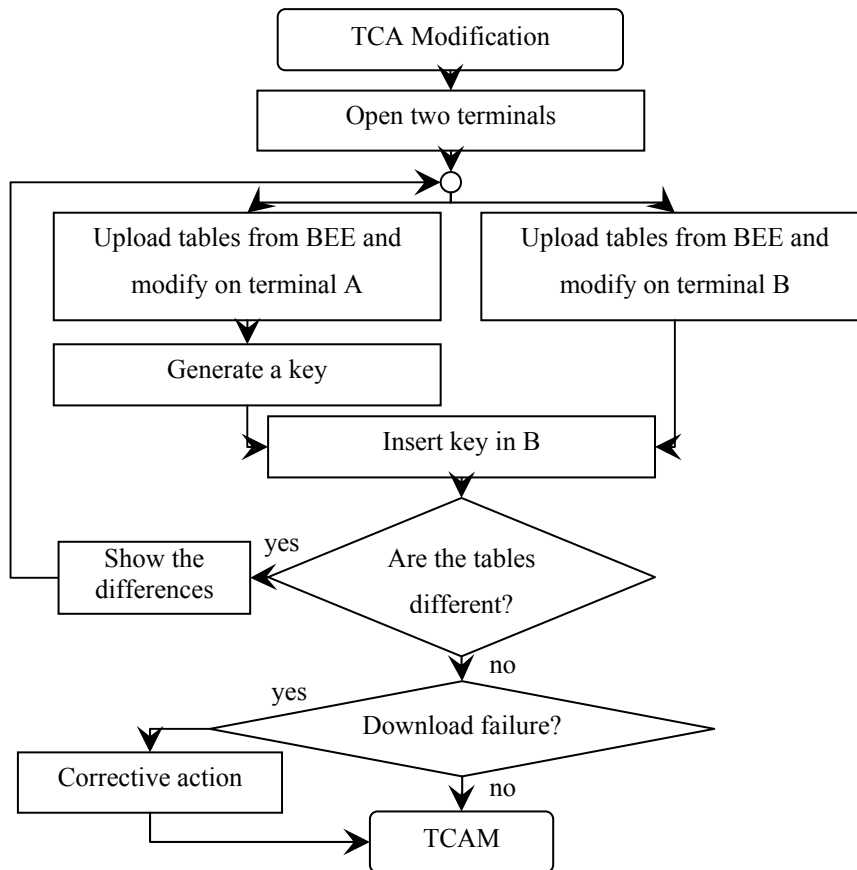 TCA Modification
Open two terminals
Upload tables from BEE and
modify on terminal A
Upload tables from BEE and
modify on terminal B
Generate a key
Insert key in B
yes
Show the
differences
Are the tables
different?
no
yes
Download failure?
Corrective action
no
TCAM